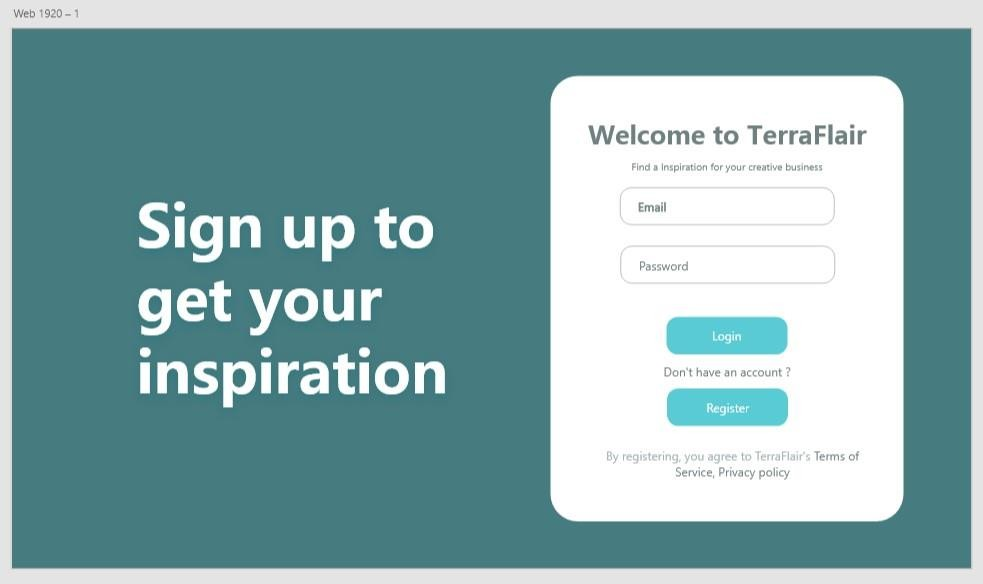 Web 1920 – 1
Sign up to
get your
inspiration
Welcome to TerraFlair
Find a Inspiration for your creative business
Email
Password
Login
Don't have an account ?
Register
By registering, you agree to TerraFlair's Terms of
Service, Privacy policy